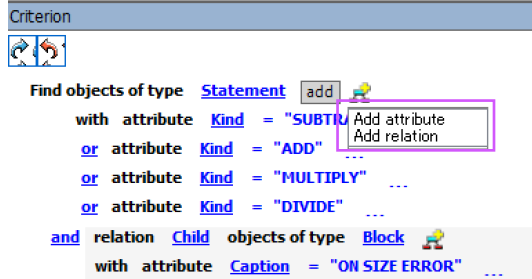 Criterion
Find objects of type Statement add
with attribute Kind = "SUBTRA
Add attribute
Add relation
or attribute Kind = "ADD" ...
or attribute Kind = "MULTIPLY" ...
or attribute Kind = "DIVIDE" ...
and relation Child objects of type Block
with attribute Caption = "ON SIZE ERROR" ...